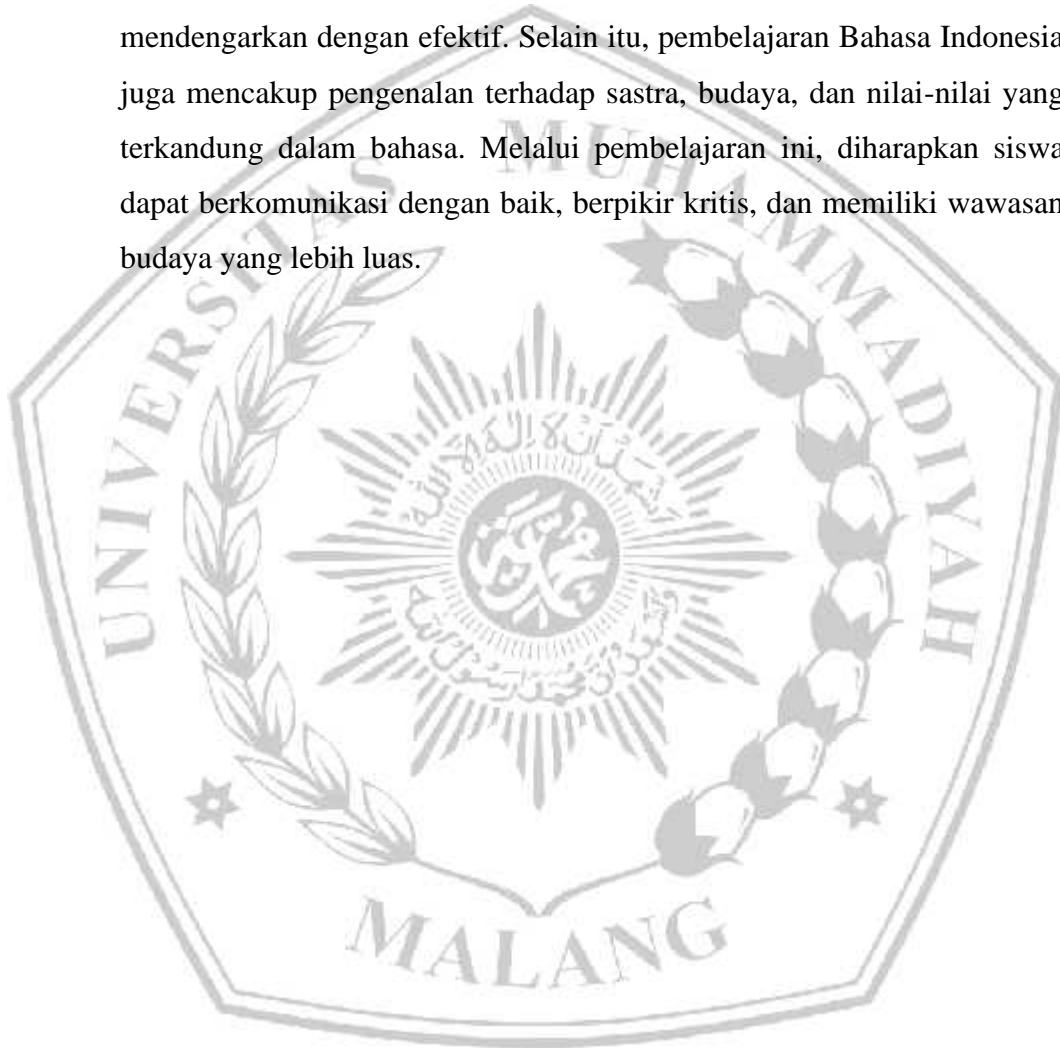 mendengarkan dengan efektif. Selain itu, pembelajaran Bahasa Indonesia
juga mencakup pengenalan terhadap sastra, budaya, dan nilai-nilai yang
terkandung dalam bahasa. Melalui pembelajaran ini, diharapkan siswa
dapat berkomunikasi dengan baik, berpikir kritis, dan memiliki wawasan
budaya yang lebih luas.
UNIVERSITAS MUHAMMADIYAH
MALANG